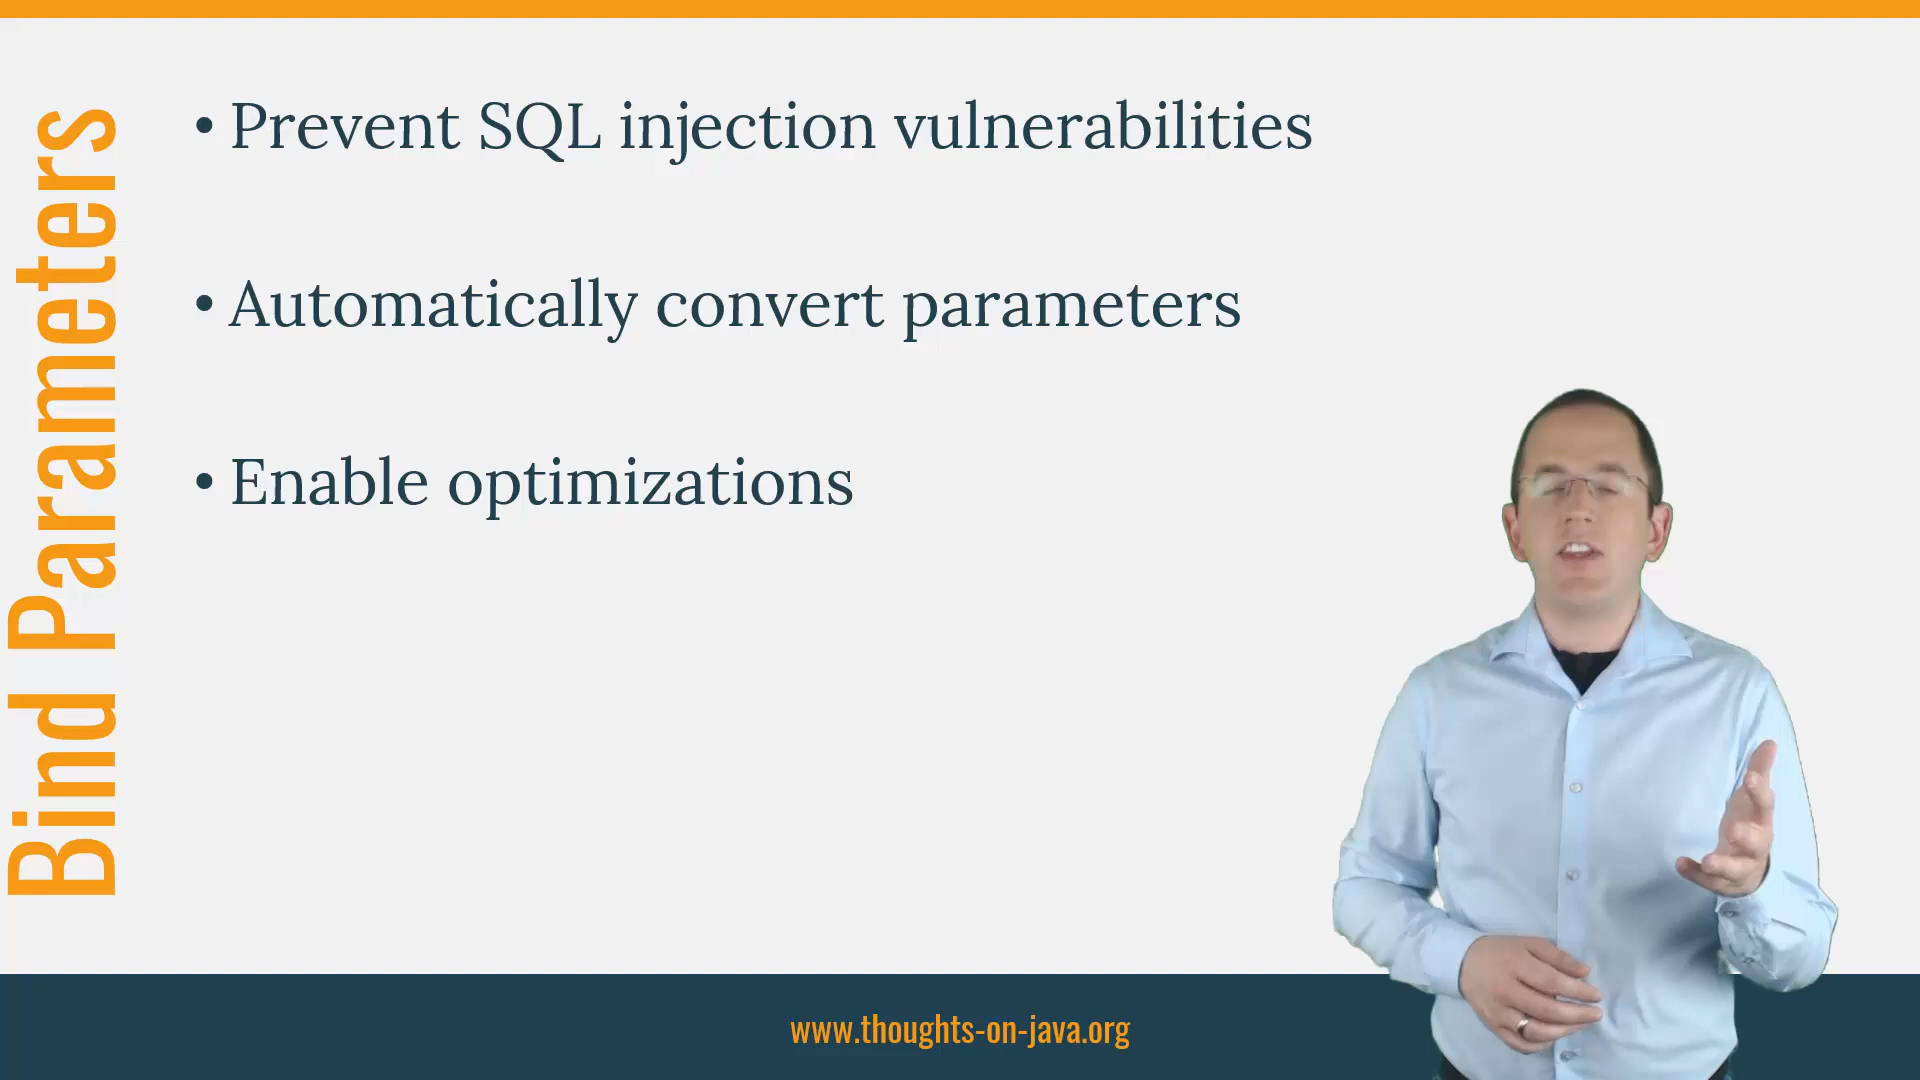 Bind Parameters
• Prevent SQL injection vulnerabilities
• Automatically convert parameters
• Enable optimizations
www.thoughts-on-java.org